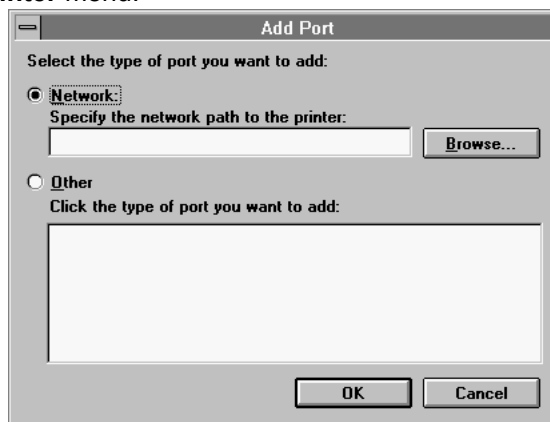 menu.
Add Port
Select the type of port you want to add:
Network:
Specify the network path to the printer:
Browse...
Other
Click the type of port you want to add:
OK
Cancel